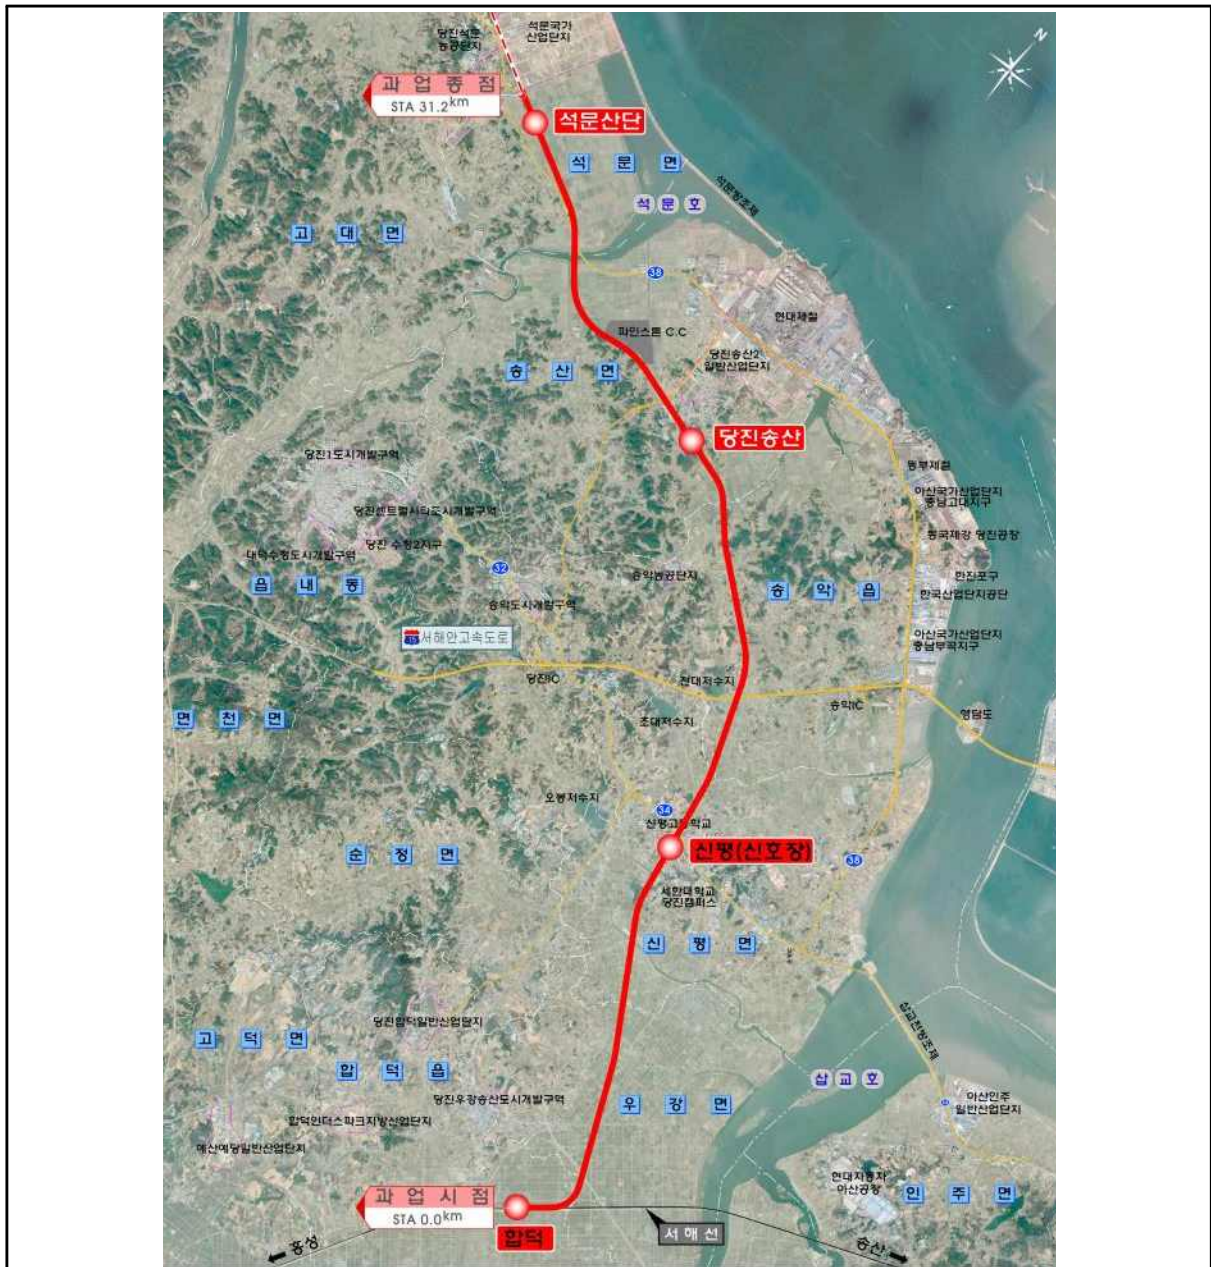 석문국가
산업단지
당진석문
농공단지
N
과 업 종 점
STA 31.2km
석문산단
석 문 면
석 문 호
석문방조제
고 대 면
38
현대제철
파인스톤 C.C
당진송산2
일반산업단지
송 산 면
당진송산
당진1도시개발구역
동부제철
아산국가산업단지
충남고대지구
당진센트럴시티도시개발구역
동국제강 당진공장
당진 수청2지구
대덕수청도시개발구역
한진포구
32
송악농공단지
읍 내 동
송 악 읍
한국산업단지공단
송악도시개발구역
15 서해안고속도로
아산국가산업단지
충남부곡지구
당진IC
전대저수지
송악IC
면 천 면
초대저수지
영담도
오봉저수지
34
신평고등학교
신평(신호장)
순 정 면
38
세한대학교
당진캠퍼스
신 평 면
삽교천방조제
당진합덕일반산업단지
고 덕 면
합 덕 읍
삽 교 호
당진우강송산도시개발구역
우 강 면
아산인주
일반산업단지
합덕인더스파크지방산업단지
예산예당일반산업단지
현대자동차
아산공장
인 주 면
과 업 시 점
STA 0.0km
합덕
서 해 선
홍성
송산